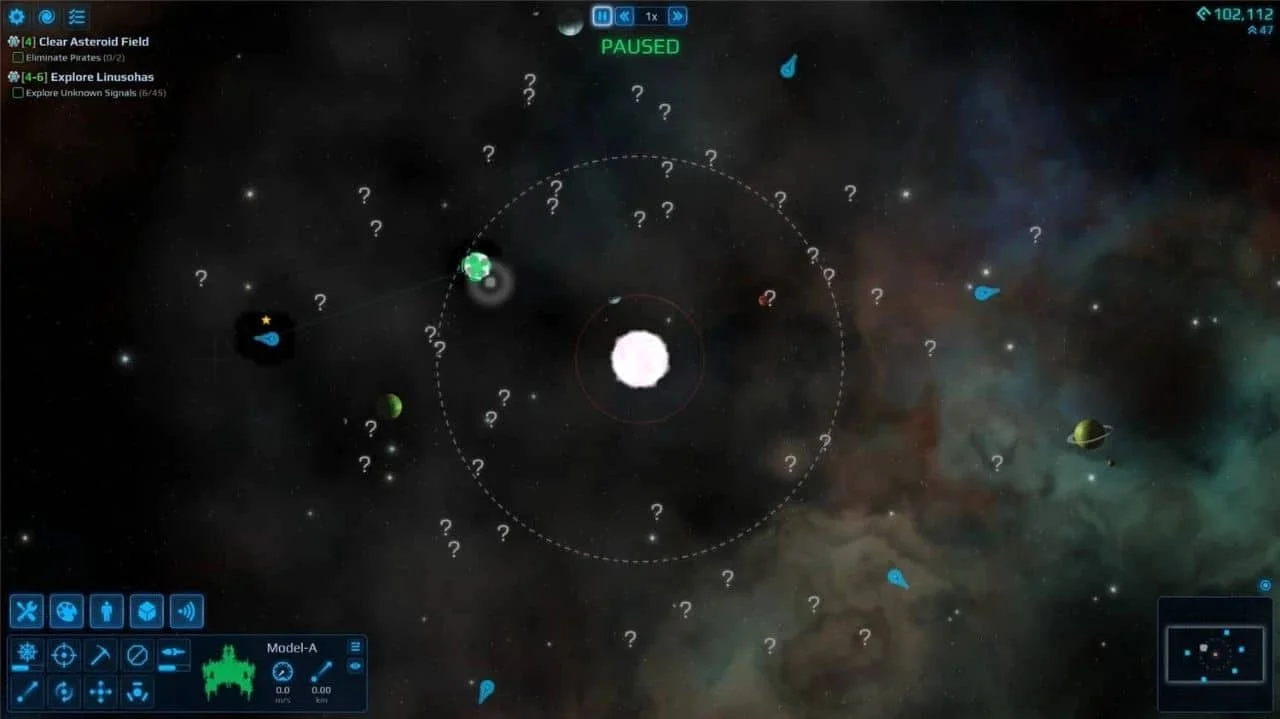 1x
102,112
47
PAUSED
[4] Clear Asteroid Field
Eliminate Pirates (0/2)
[4-6] Explore Linusohas
Explore Unknown Signals (6/45)
Model-A
0.0
m/s
0.00
km